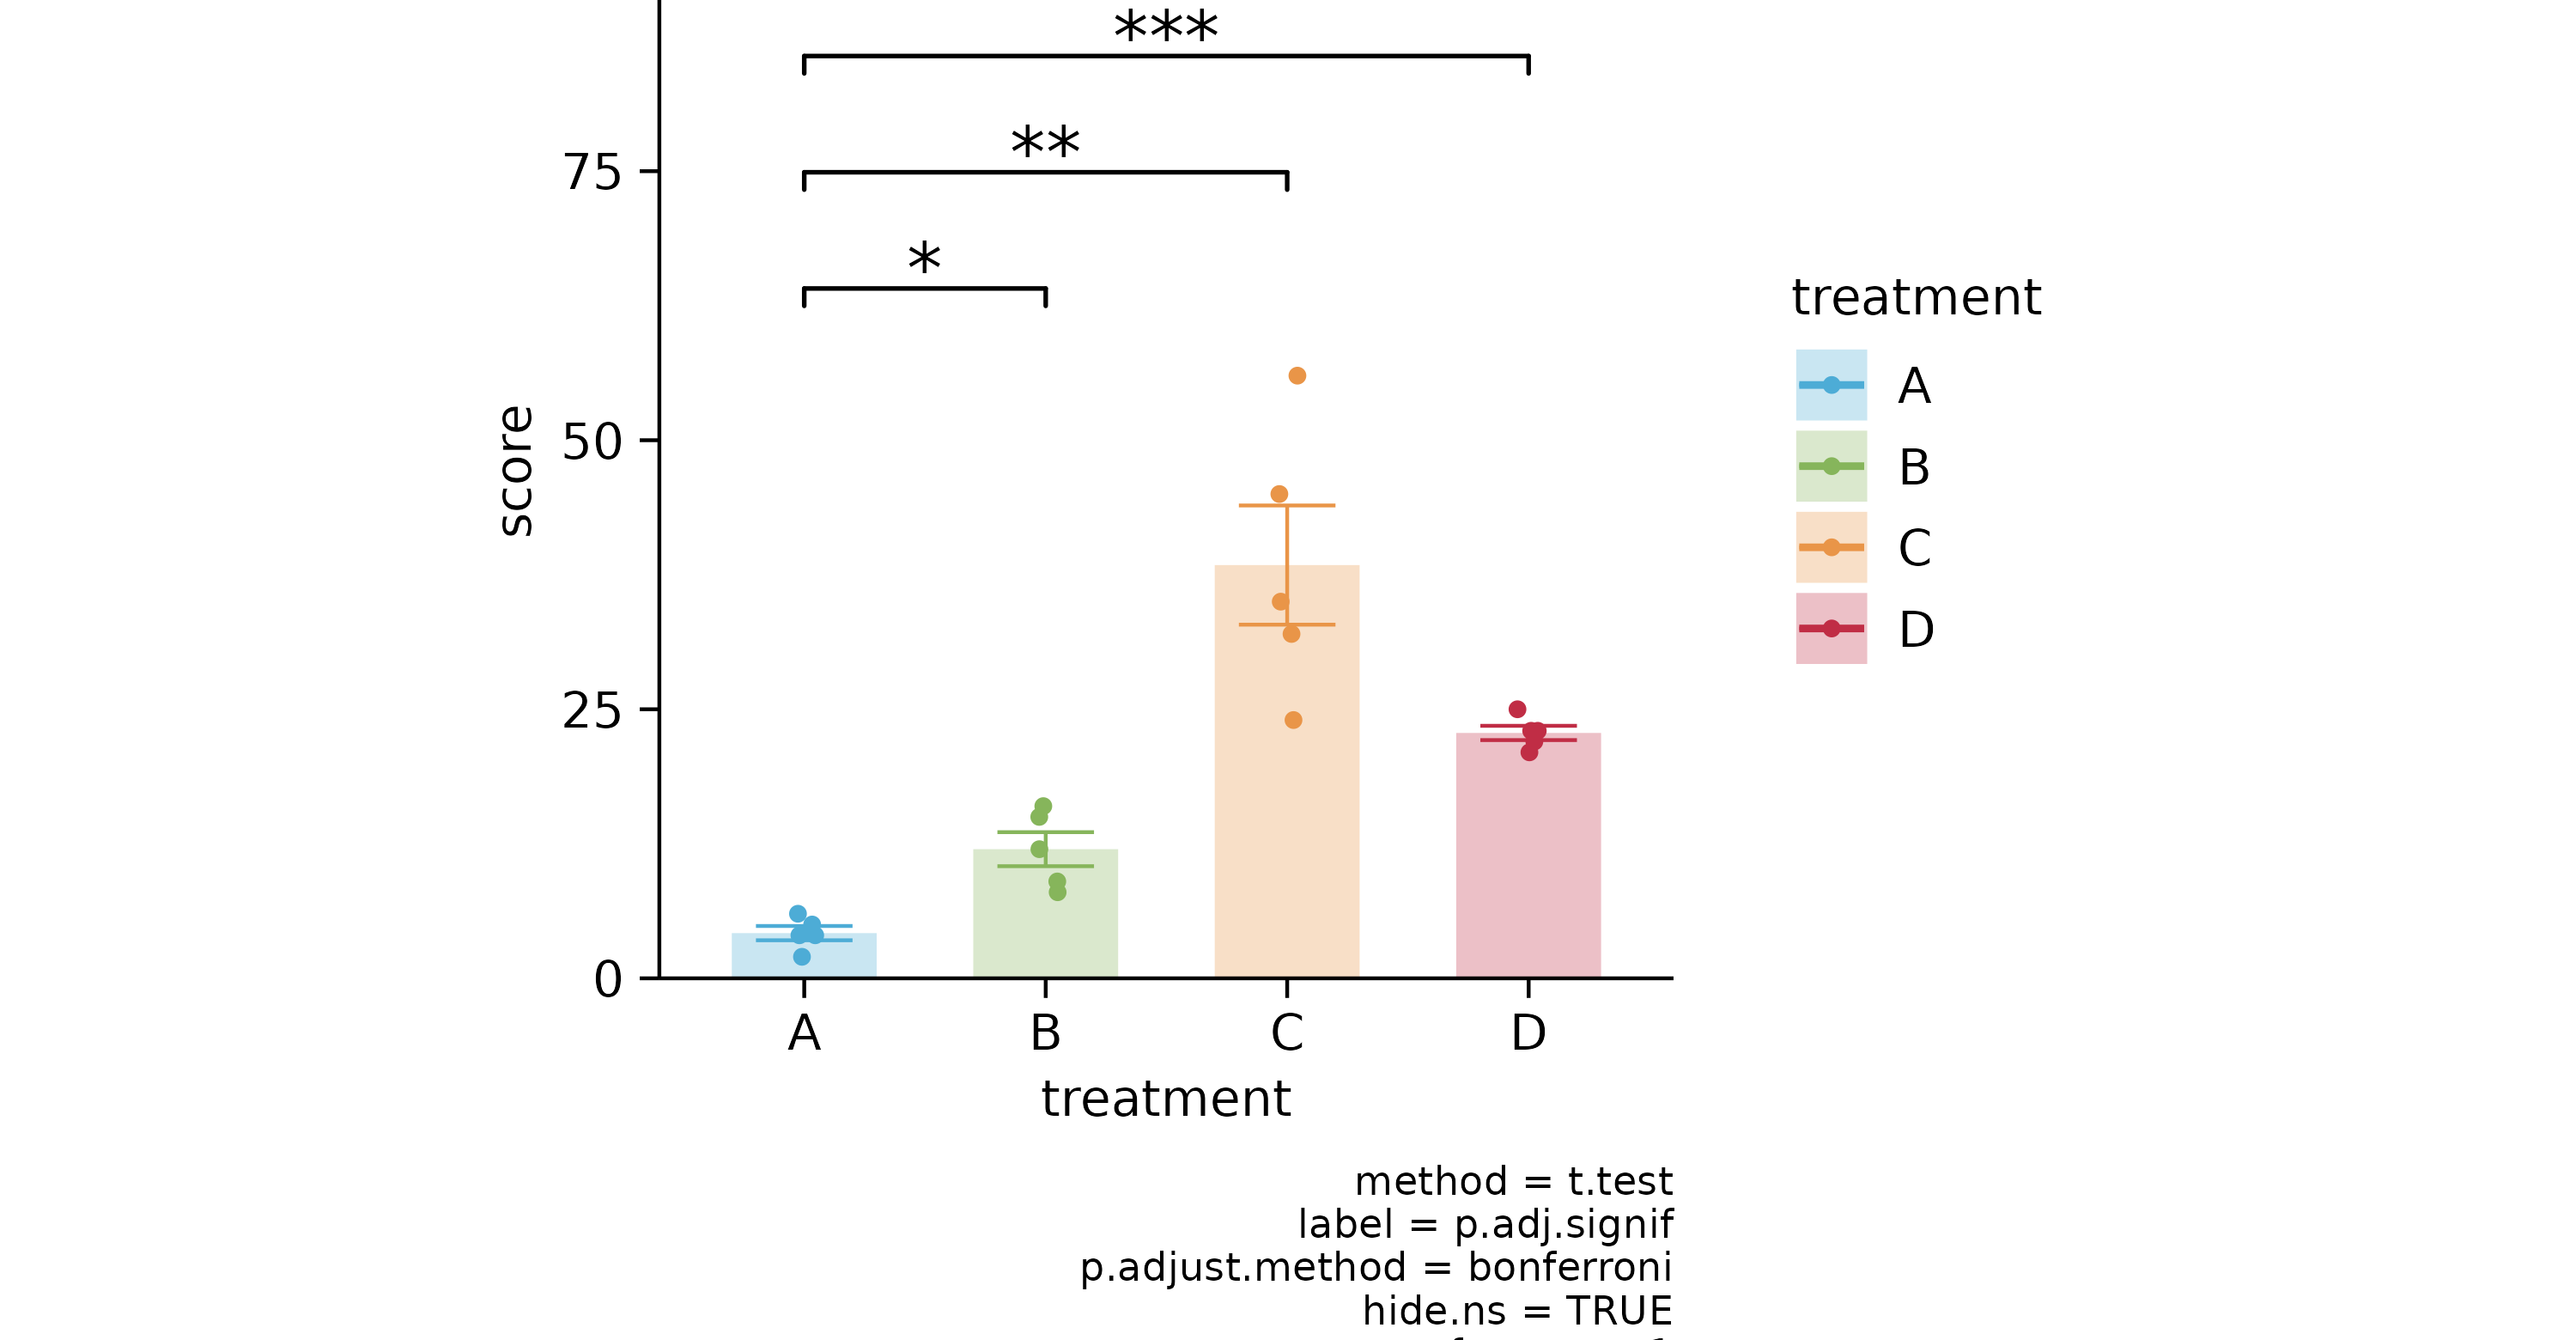 ***
**
*
75
50
25
0
score
A
B
C
D
treatment
treatment
A
B
C
D
method = t.test
label = p.adj.signif
p.adjust.method = bonferroni
hide.ns = TRUE